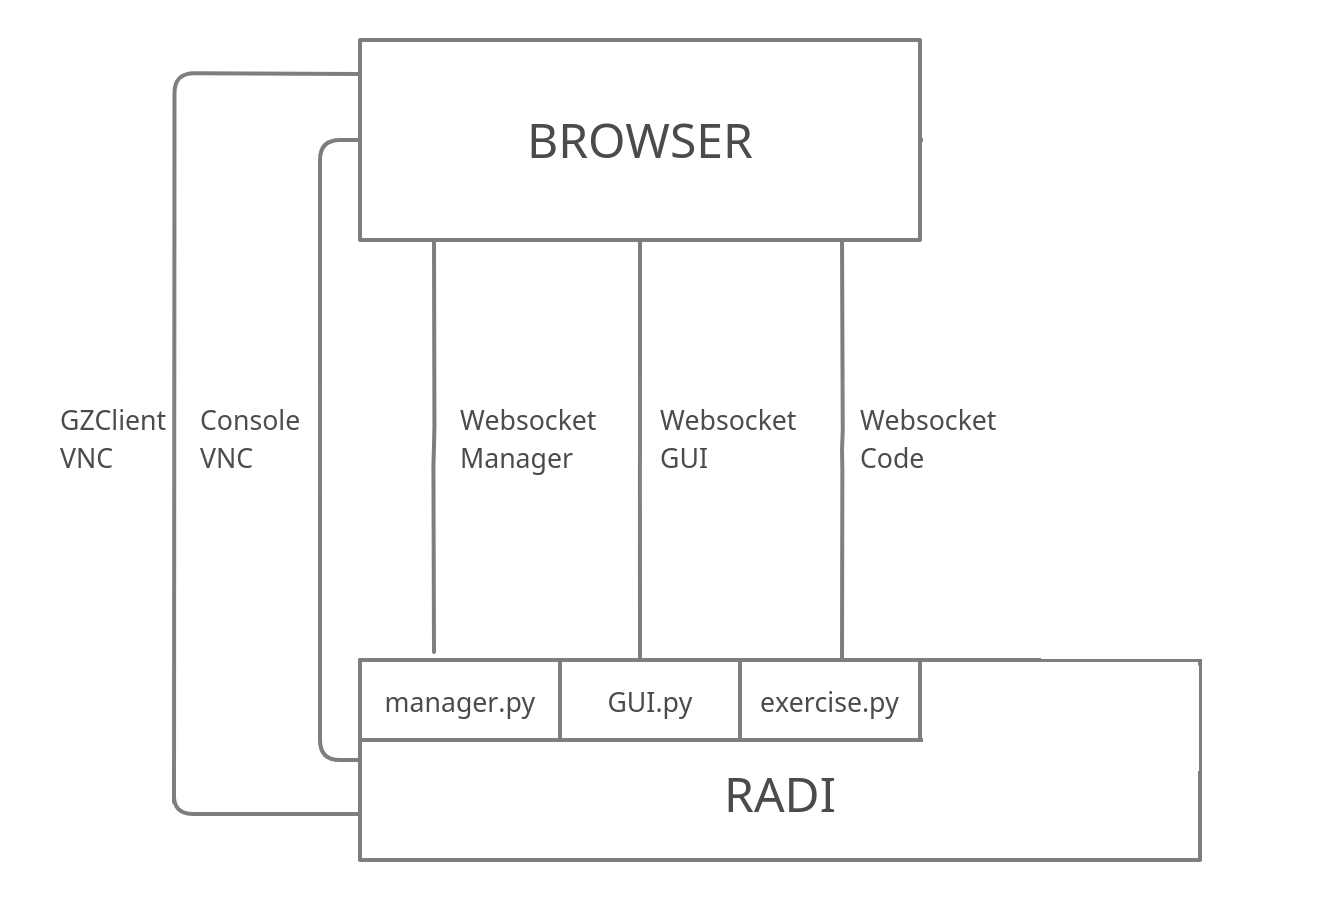 BROWSER
GZClient
VNC
Console
VNC
Websocket
Manager
Websocket
GUI
Websocket
Code
manager.py
GUI.py
exercise.py
RADI